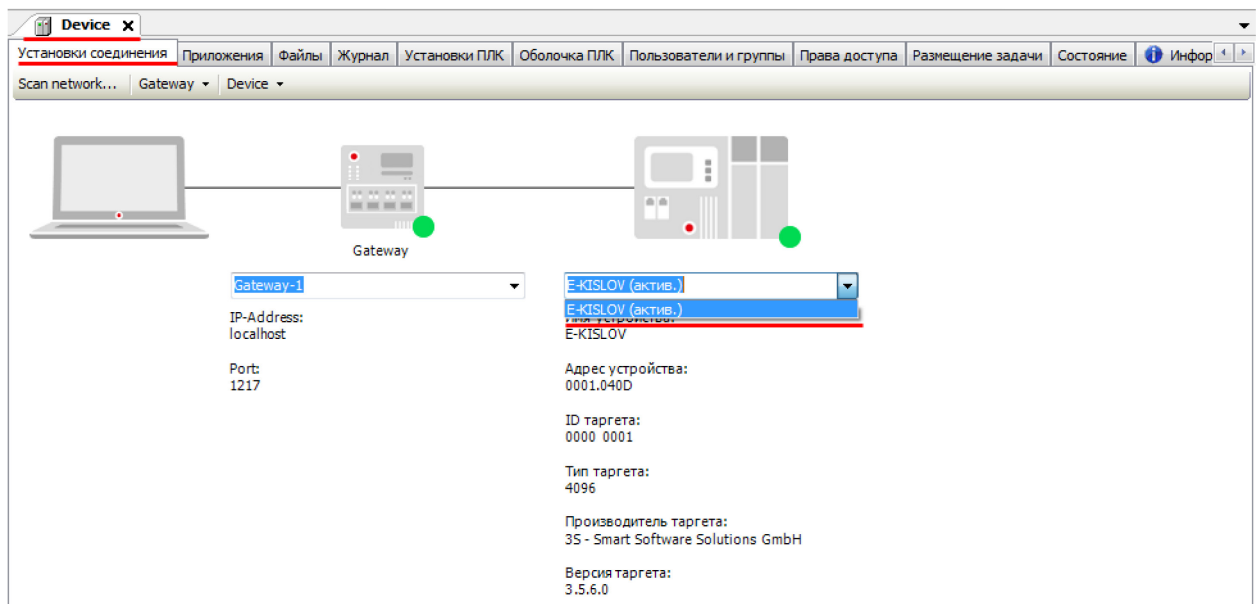 Device
Установки соединения Приложения Файлы Журнал Установки ПЛК Оболочка ПЛК Пользователи и группы Права доступа Размещение задачи Состояние Инфор
Scan network... Gateway Device
Gateway
Gateway-1 E-KISLOV (актив.)
E-KISLOV (актив.)
IP-Address: Имя устройства:
localhost E-KISLOV
Port: Адрес устройства:
1217 0001.040D
ID таргета:
0000 0001
Тип таргета:
4096
Производитель таргета:
3S - Smart Software Solutions GmbH
Версия таргета:
3.5.6.0